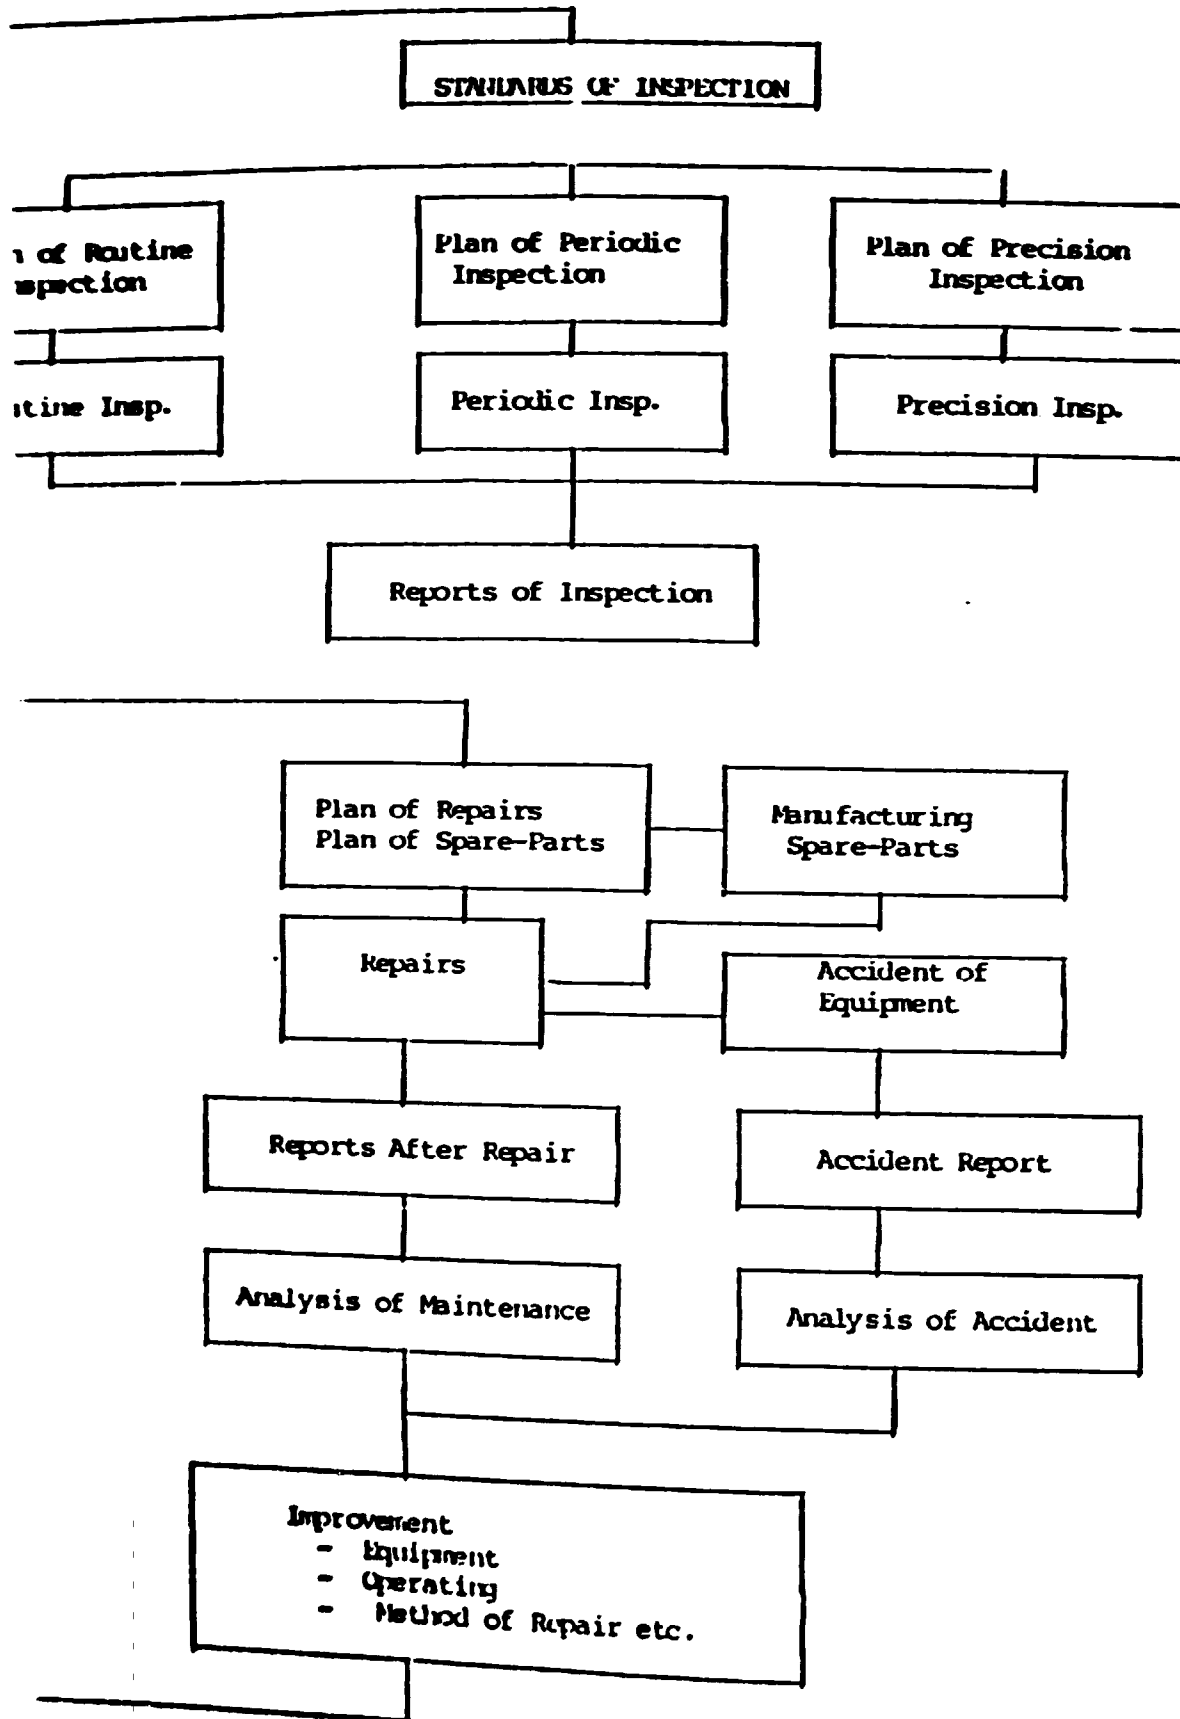 STANDARDS OF INSPECTION
of Routine
Plan of Periodic
Inspection
Plan of Precision
Inspection
Insp.
Periodic Insp.
Precision Insp.
Reports of Inspection
Plan of Repairs
Plan of Spare-Parts
Manufacturing
Spare-Parts
Repairs
Accident of
Equipment
Reports After Repair
Accident Report
Analysis of Maintenance
Analysis of Accident
Improvement
- Equipment
- Operating
- Method of Repair etc.